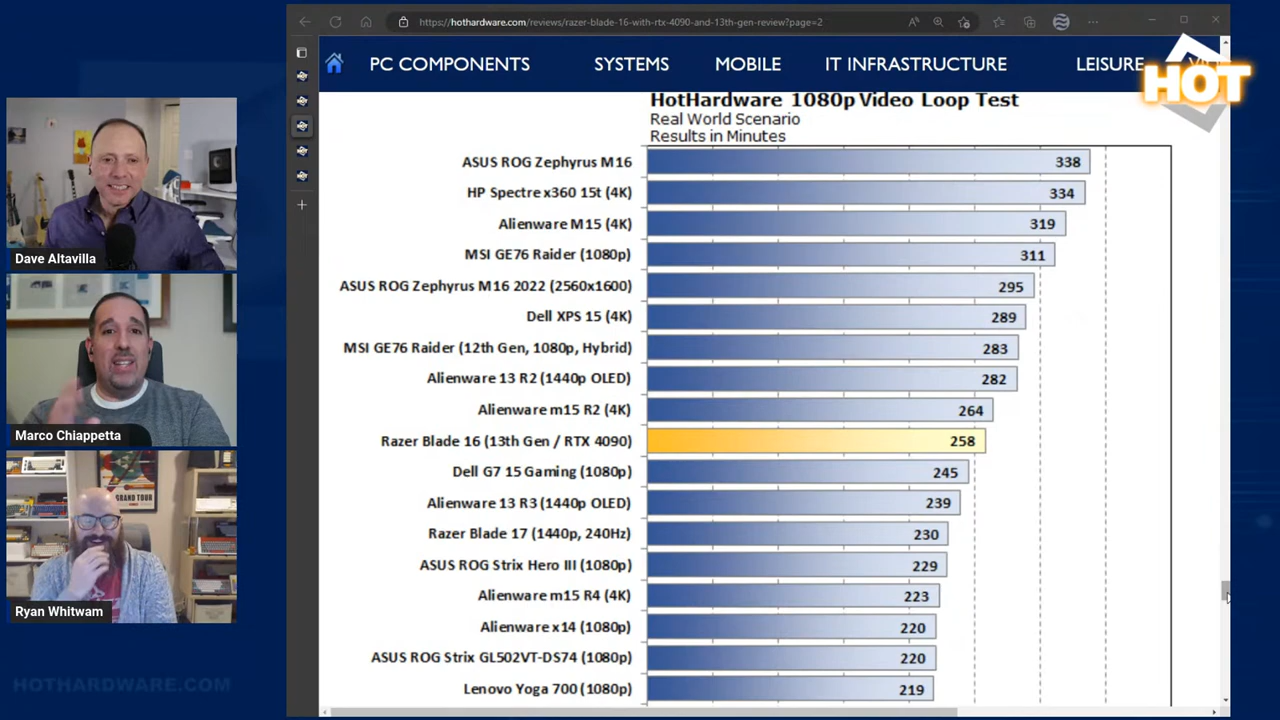 https://hothardware.com/reviews/razer-blade-16-with-rtx-4090-and-13th-gen-review?page=2
PC COMPONENTS SYSTEMS MOBILE IT INFRASTRUCTURE LEISURE
HOT
HotHardware 1080p Video Loop Test
Real World Scenario
Results in Minutes
ASUS ROG Zephyrus M16 338
HP Spectre x360 15t (4K) 334
Alienware M15 (4K) 319
MSI GE76 Raider (1080p) 311
ASUS ROG Zephyrus M16 2022 (2560x1600) 295
Dell XPS 15 (4K) 289
MSI GE76 Raider (12th Gen, 1080p, Hybrid) 283
Alienware 13 R2 (1440p OLED) 282
Alienware m15 R2 (4K) 264
Razer Blade 16 (13th Gen / RTX 4090) 258
Dell G7 15 Gaming (1080p) 245
Alienware 13 R3 (1440p OLED) 239
Razer Blade 17 (1440p, 240Hz) 230
ASUS ROG Strix Hero III (1080p) 229
Alienware m15 R4 (4K) 223
Alienware x14 (1080p) 220
ASUS ROG Strix GL502VT-DS74 (1080p) 220
Lenovo Yoga 700 (1080p) 219
Dave Altavilla
Marco Chiappetta
GRAND TOUR
Ryan Whitwam
HOTHARDWARE.COM